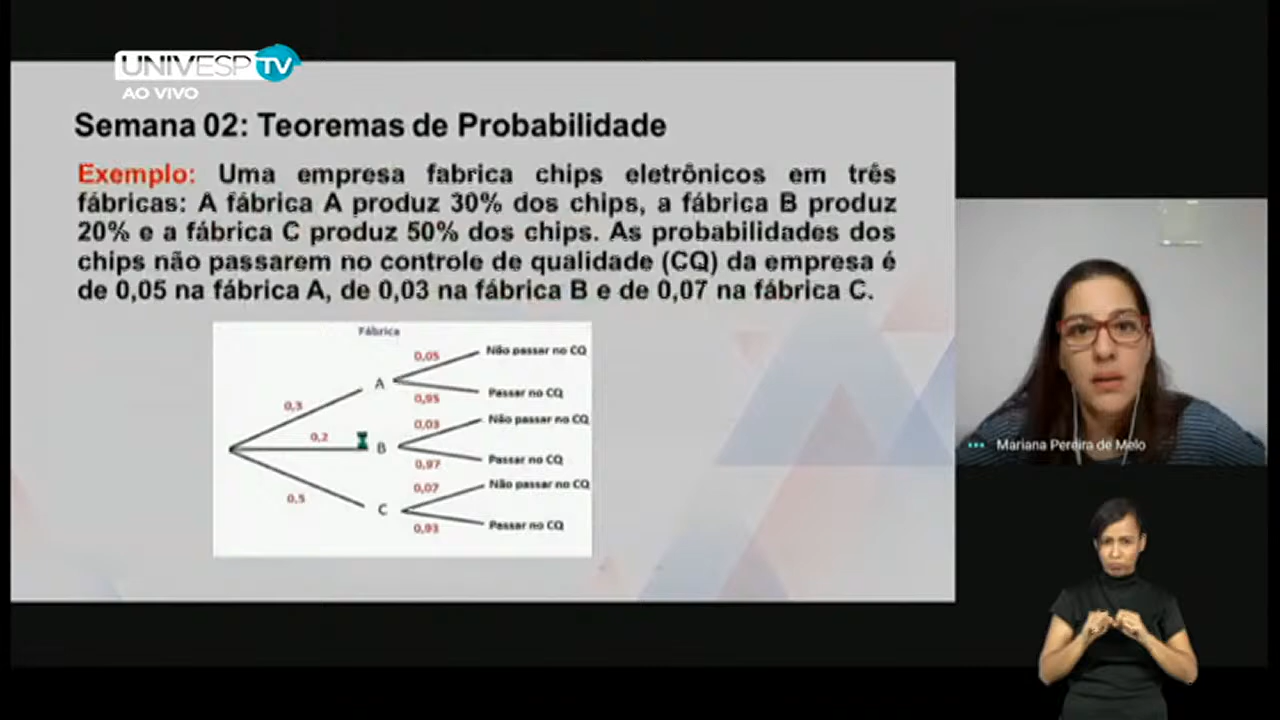 UNIVESP TV
AO VIVO
Semana 02: Teoremas de Probabilidade
Exemplo: Uma empresa fabrica chips eletrônicos em três
fábricas: A fábrica A produz 30% dos chips, a fábrica B produz
20% e a fábrica C produz 50% dos chips. As probabilidades dos
chips não passarem no controle de qualidade (CQ) da empresa é
de 0,05 na fábrica A, de 0,03 na fábrica B e de 0,07 na fábrica C.
Fábrica
0,05
Não passar no CQ
A
0,3
0,95
Passar no CQ
0,03
Não passar no CQ
0,2
B
0,97
Passar no CQ
0,07
Não passar no CQ
0,5
C
0,93
Passar no CQ
Mariana Pereira de Melo